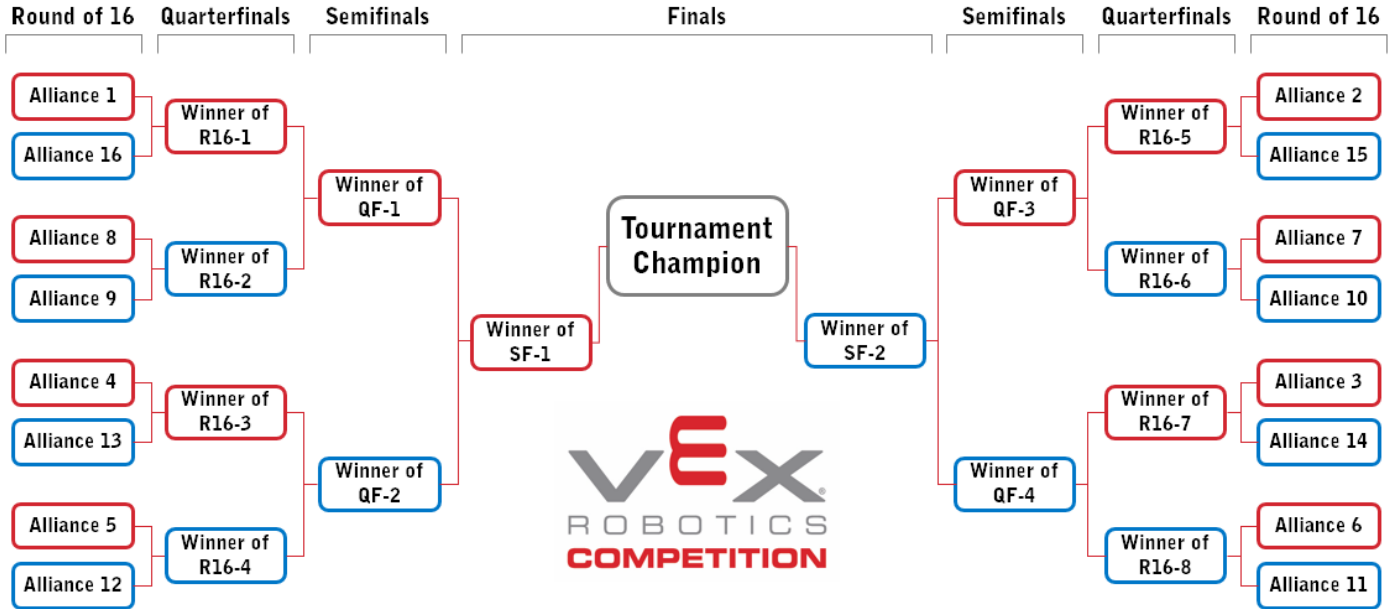 Round of 16
Quarterfinals
Semifinals
Finals
Semifinals
Quarterfinals
Round of 16
Alliance 1
Alliance 16
Alliance 8
Alliance 9
Alliance 4
Alliance 13
Alliance 5
Alliance 12
Winner of
R16-1
Winner of
R16-2
Winner of
R16-3
Winner of
R16-4
Winner of
QF-1
Winner of
QF-2
Winner of
SF-1
Tournament
Champion
Winner of
SF-2
Winner of
QF-3
Winner of
QF-4
Winner of
R16-5
Winner of
R16-6
Winner of
R16-7
Winner of
R16-8
Alliance 2
Alliance 15
Alliance 7
Alliance 10
Alliance 3
Alliance 14
Alliance 6
Alliance 11
VEX®
ROBOTICS
COMPETITION